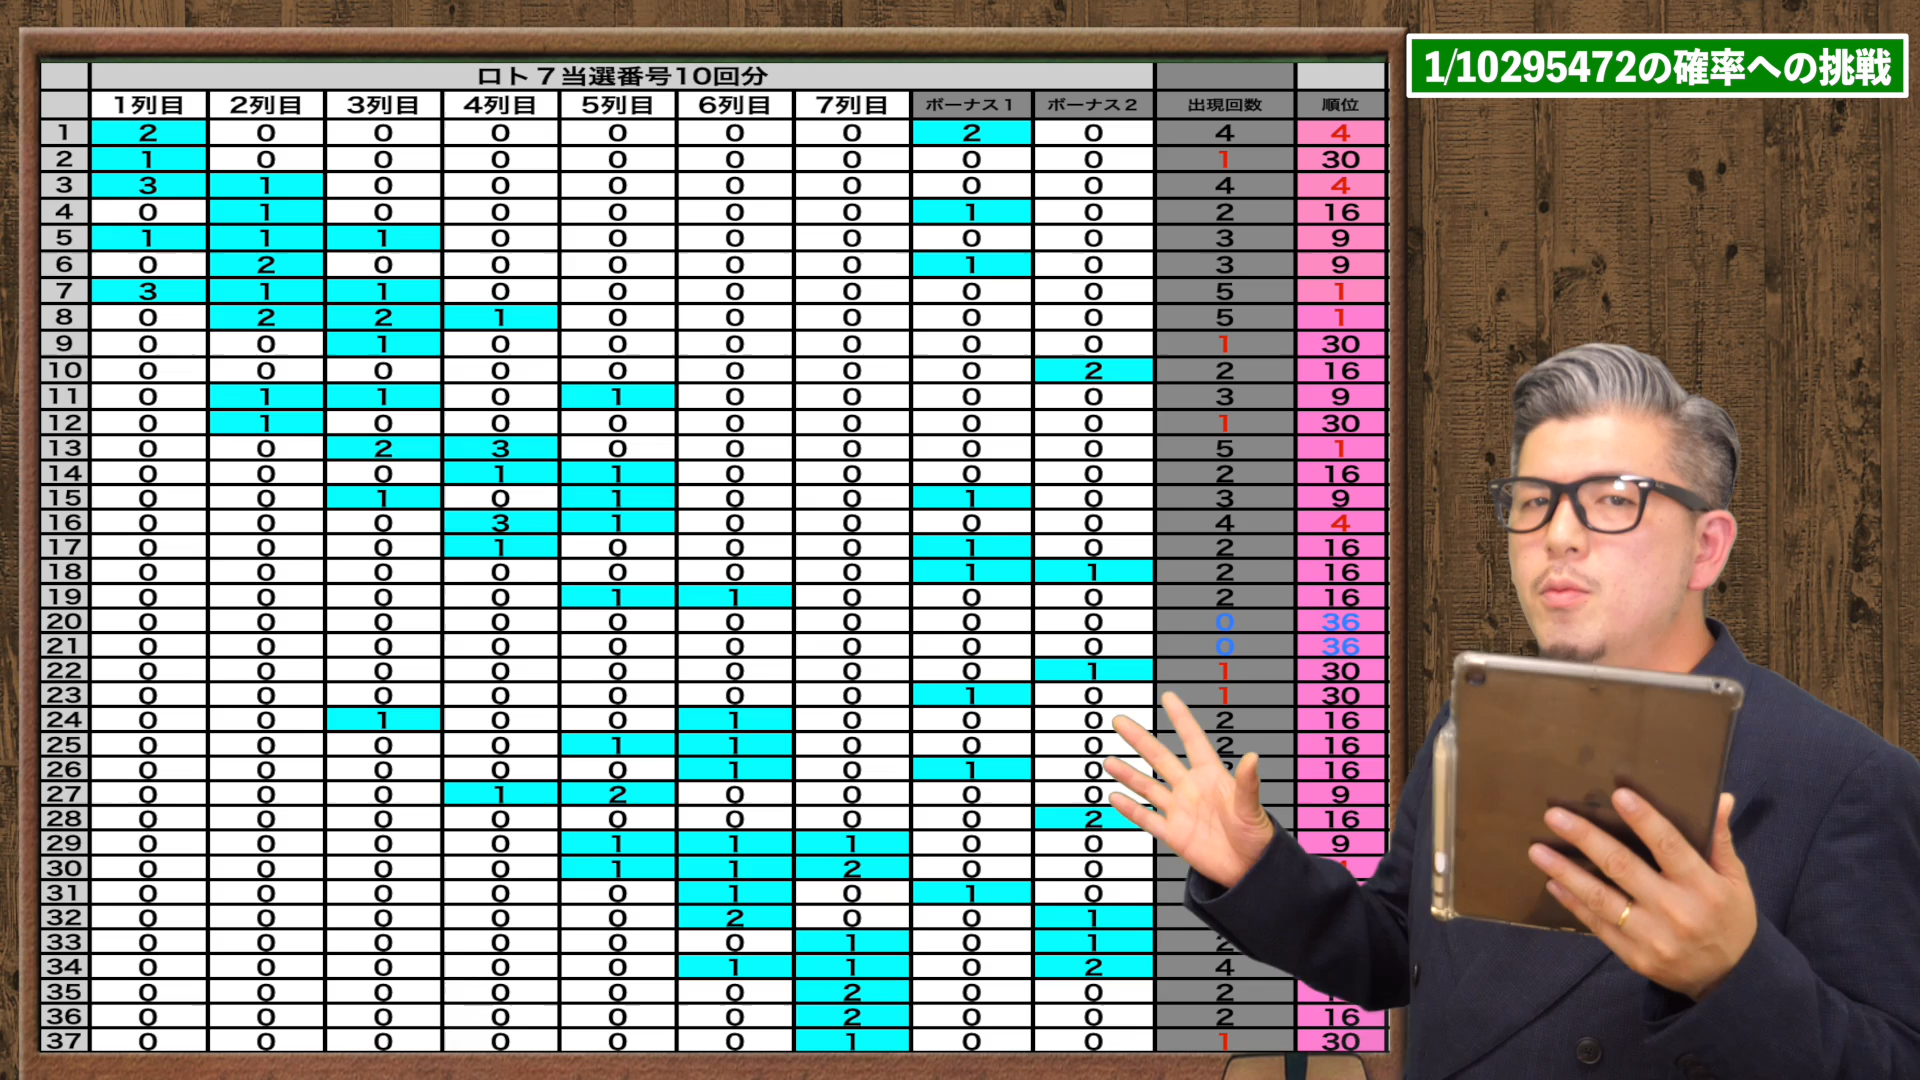 1/10295472の確率への挑戦
ロト７当選番号10回分
1列目 2列目 3列目 4列目 5列目 6列目 7列目 ボーナス１ ボーナス２ 出現回数 順位
1 2 0 0 0 0 0 0 2 0 4 4
2 1 0 0 0 0 0 0 0 0 1 30
3 3 1 0 0 0 0 0 0 0 4 4
4 0 1 0 0 0 0 0 1 0 2 16
5 1 1 1 0 0 0 0 0 0 3 9
6 0 2 0 0 0 0 0 1 0 3 9
7 3 1 1 0 0 0 0 0 0 5 1
8 0 2 2 1 0 0 0 0 0 5 1
9 0 0 1 0 0 0 0 0 0 1 30
10 0 0 0 0 0 0 0 0 2 2 16
11 0 1 1 0 1 0 0 0 0 3 9
12 0 1 0 0 0 0 0 0 0 1 30
13 0 0 2 3 0 0 0 0 0 5 1
14 0 0 0 1 1 0 0 0 0 2 16
15 0 0 1 0 1 0 0 1 0 3 9
16 0 0 0 3 1 0 0 0 0 4 4
17 0 0 0 1 0 0 0 1 0 2 16
18 0 0 0 0 0 0 0 1 1 2 16
19 0 0 0 0 1 1 0 0 0 2 16
20 0 0 0 0 0 0 0 0 0 0 36
21 0 0 0 0 0 0 0 0 0 0 36
22 0 0 0 0 0 0 0 0 1 1 30
23 0 0 0 0 0 0 0 1 0 1 30
24 0 0 1 0 0 1 0 0 0 2 16
25 0 0 0 0 1 1 0 0 0 2 16
26 0 0 0 0 0 1 0 1 0 16
27 0 0 0 1 2 0 0 0 0 9
28 0 0 0 0 0 0 0 0 2 16
29 0 0 0 0 1 1 1 0 0 9
30 0 0 0 0 1 1 2 0 0
31 0 0 0 0 0 1 0 1 0
32 0 0 0 0 0 2 0 0 1
33 0 0 0 0 0 0 1 0 1 2
34 0 0 0 0 0 1 1 0 2 4
35 0 0 0 0 0 0 2 0 0 2
36 0 0 0 0 0 0 2 0 0 2 16
37 0 0 0 0 0 0 1 0 0 1 30